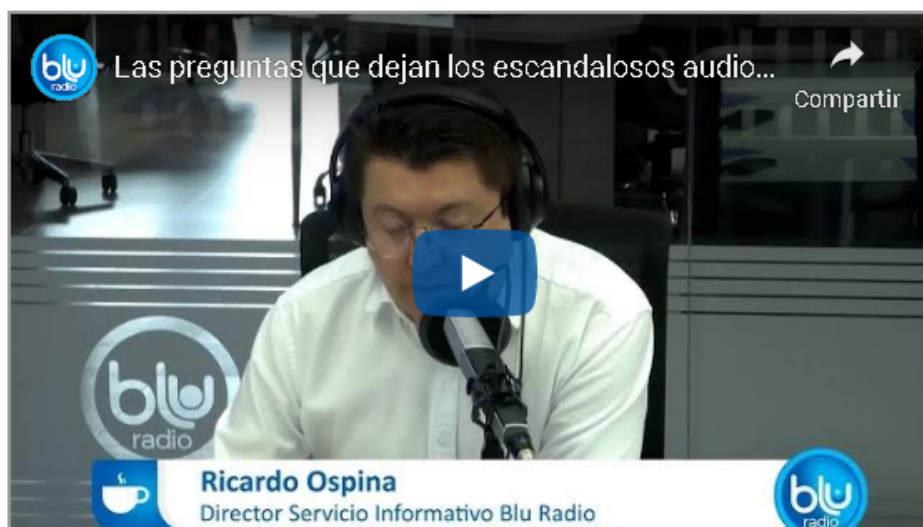 blu
radio
Las preguntas que dejan los escandalosos audio...
Compartir
blu
radio
Ricardo Ospina
Director Servicio Informativo Blu Radio
blu
radio